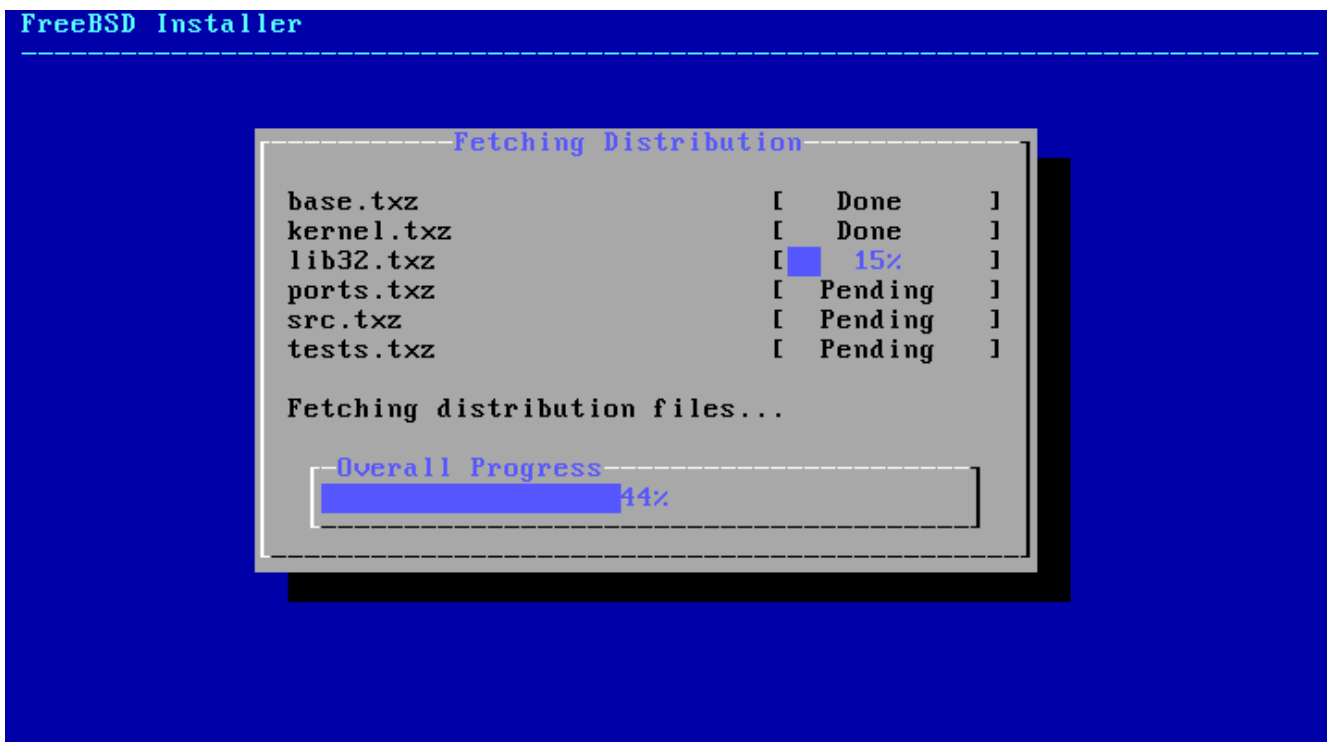 FreeBSD Installer
Fetching Distribution
base.txz [ Done ]
kernel.txz [ Done ]
lib32.txz [ 15% ]
ports.txz [ Pending ]
src.txz [ Pending ]
tests.txz [ Pending ]
Fetching distribution files...
Overall Progress
44%